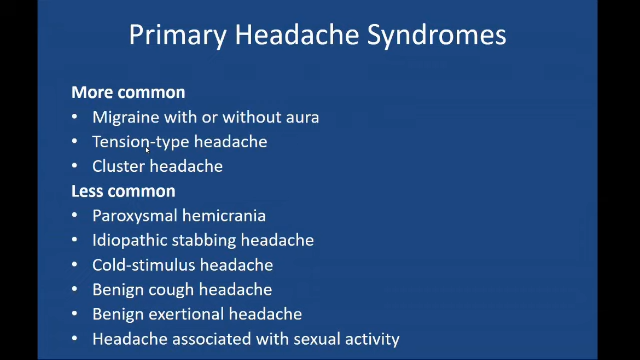 Primary Headache Syndromes
More common
• Migraine with or without aura
• Tension-type headache
• Cluster headache
Less common
• Paroxysmal hemicrania
• Idiopathic stabbing headache
• Cold-stimulus headache
• Benign cough headache
• Benign exertional headache
• Headache associated with sexual activity